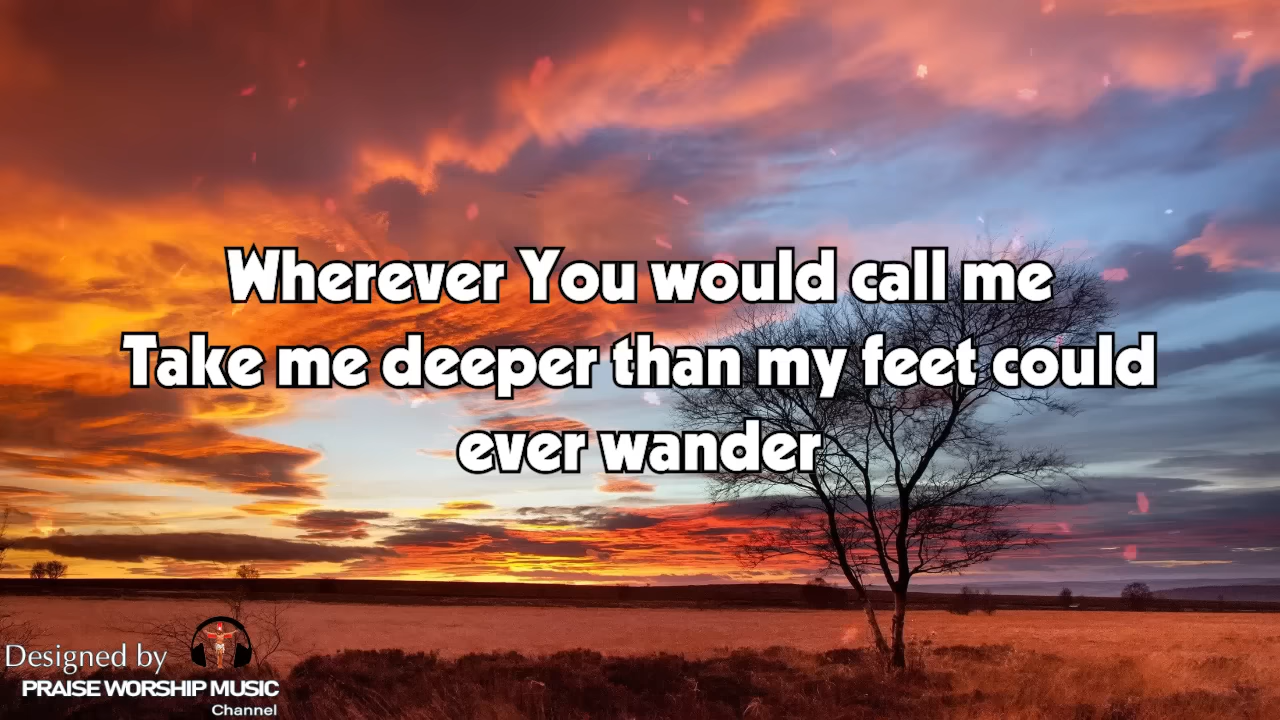 Wherever You would call me
Take me deeper than my feet could
ever wander
Designed by
PRAISE WORSHIP MUSIC
Channel